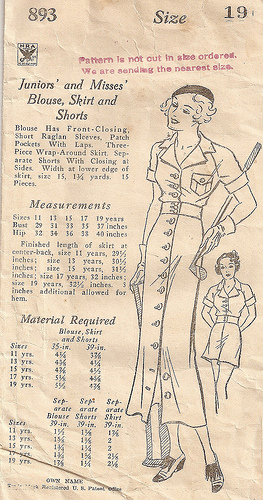 893 Size 19
NRA
Pattern is not cut in size ordered.
We are sending the nearest size.
Juniors' and Misses'
Blouse, Skirt and
Shorts
Blouse Has Front-Closing,
Short Raglan Sleeves, Patch
Pockets With Laps. Three-
Piece Wrap-Around Skirt. Sep-
arate Shorts With Closing at
Sides. Width at lower edge of
skirt, size 15, 1¾ yards. 15
Pieces.
Measurements
Sizes 11 13 15 17 19 years
Bust 29 31 33 35 37 inches
Hip 32 34 36 38 40 inches
Finished length of skirt at
center-back, size 11 years, 29½
inches; size 13 years, 30½
inches; size 15 years, 31½
inches; size 17 years, 32 inches;
size 19 years, 32½ inches. 3
inches additional allowed for
hem.
Material Required
Blouse, Skirt
and Shorts
Sizes 35-in. 39-in.
11 yrs.
13 yrs.
15 yrs.
17 yrs.
19 yrs.
Sep- Sep- Sep-
arate arate arate
Blouse Shorts Skirt
Sizes 39-in. 39-in. 39-in.
11 yrs.
13 yrs.
15 yrs.
17 yrs.
19 yrs.
OWN NAME
Registered U. S. Patent Office